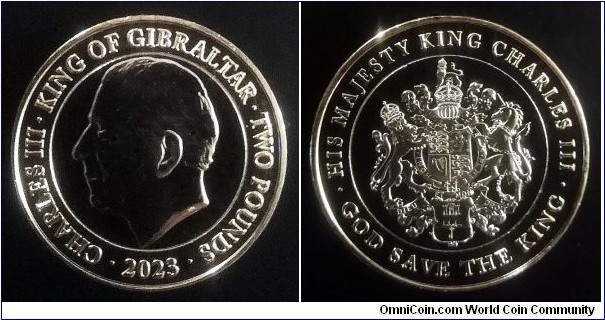 CHARLES III · KING OF GIBRALTAR · TWO POUNDS
· 2023 ·
· HIS MAJESTY KING CHARLES III ·
GOD SAVE THE KING
OmniCoin.com World Coin Community